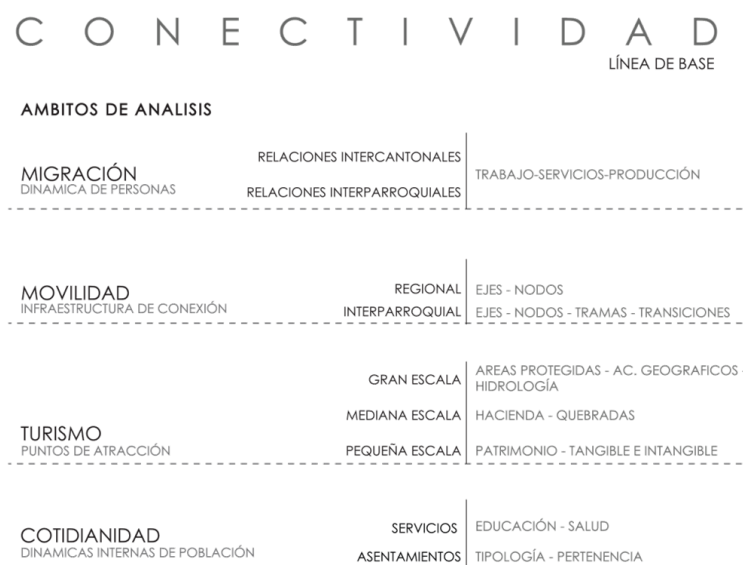 CONECTIVIDAD
LÍNEA DE BASE
AMBITOS DE ANALISIS
MIGRACIÓN
DINAMICA DE PERSONAS
RELACIONES INTERCANTONALES
RELACIONES INTERPARROQUIALES
TRABAJO-SERVICIOS-PRODUCCIÓN
MOVILIDAD
INFRAESTRUCTURA DE CONEXIÓN
REGIONAL
EJES - NODOS
INTERPARROQUIAL
EJES - NODOS - TRAMAS - TRANSICIONES
TURISMO
PUNTOS DE ATRACCIÓN
GRAN ESCALA
AREAS PROTEGIDAS - AC. GEOGRAFICOS -
HIDROLOGÍA
MEDIANA ESCALA
HACIENDA - QUEBRADAS
PEQUEÑA ESCALA
PATRIMONIO - TANGIBLE E INTANGIBLE
COTIDIANIDAD
DINAMICAS INTERNAS DE POBLACIÓN
SERVICIOS
EDUCACIÓN - SALUD
ASENTAMIENTOS
TIPOLOGÍA - PERTENENCIA